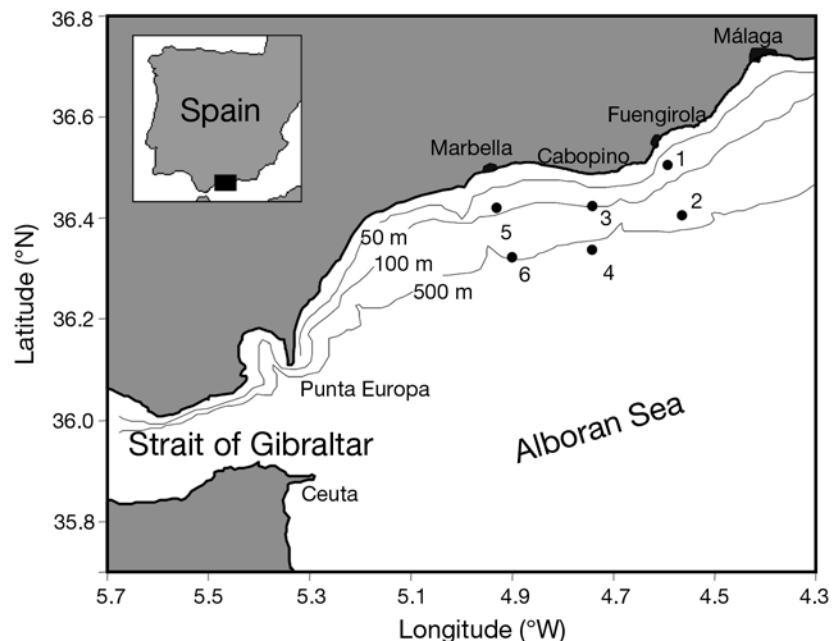 36.8
36.6
36.4
36.2
36.0
35.8
Latitude (°N)
Spain
Málaga
Fuengirola
Marbella
Cabopino
1
2
3
4
5
6
50 m
100 m
500 m
Punta Europa
Strait of Gibraltar
Alboran Sea
Ceuta
5.7 5.5 5.3 5.1 4.9 4.7 4.5 4.3
Longitude (°W)